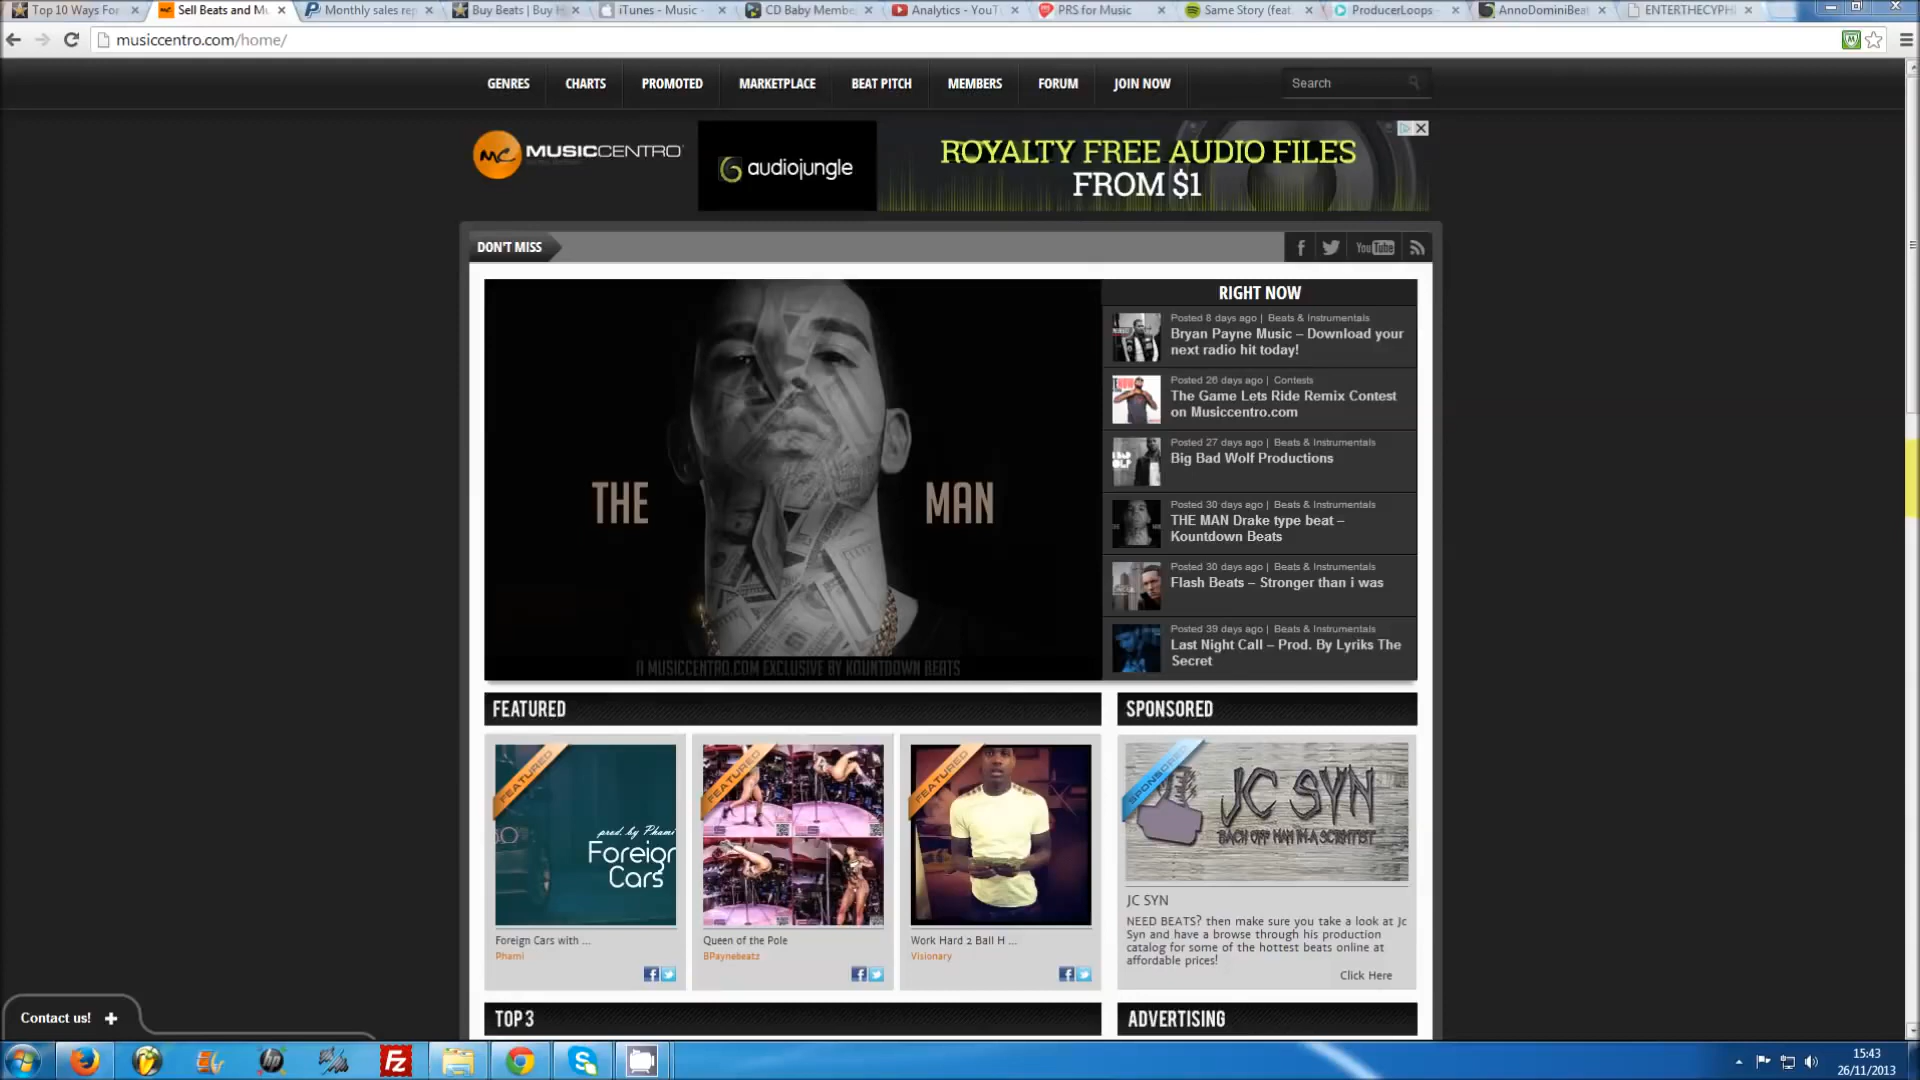 Top 10 Ways For
Sell Beats and Mu
Monthly sales rep
Buy Beats | Buy H
iTunes - Music -
CD Baby Membe
Analytics - YouT
PRS for Music
Same Story (feat.
ProducerLoops -
AnnoDominiBea
ENTERTHECYPH
musiccentro.com/home/
GENRES
CHARTS
PROMOTED
MARKETPLACE
BEAT PITCH
MEMBERS
FORUM
JOIN NOW
Search
MC MUSICCENTRO
audiojungle
ROYALTY FREE AUDIO FILES
FROM $1
DON'T MISS
You Tube
THE MAN
A MUSICCENTRO.COM EXCLUSIVE BY KOUNTDOWN BEATS
RIGHT NOW
Posted 8 days ago | Beats & Instrumentals
Bryan Payne Music – Download your
next radio hit today!
Posted 26 days ago | Contests
The Game Lets Ride Remix Contest
on Musiccentro.com
Posted 27 days ago | Beats & Instrumentals
Big Bad Wolf Productions
Posted 30 days ago | Beats & Instrumentals
THE MAN Drake type beat –
Kountdown Beats
Posted 30 days ago | Beats & Instrumentals
Flash Beats – Stronger than i was
Posted 39 days ago | Beats & Instrumentals
Last Night Call – Prod. By Lyriks The
Secret
FEATURED
FEATURED
prod. by Phami
Foreign
Cars
Foreign Cars with ...
Phami
FEATURED
Queen of the Pole
BPaynebeatz
FEATURED
Work Hard 2 Ball H ...
Visionary
SPONSORED
SPONSORED
JC SYN
BACK OFF MAN I'M A SCIENTIST
JC SYN
NEED BEATS? then make sure you take a look at Jc
Syn and have a browse through his production
catalog for some of the hottest beats online at
affordable prices!
Click Here
TOP 3
ADVERTISING
Contact us! +
Fz
hp
15:43
26/11/2013